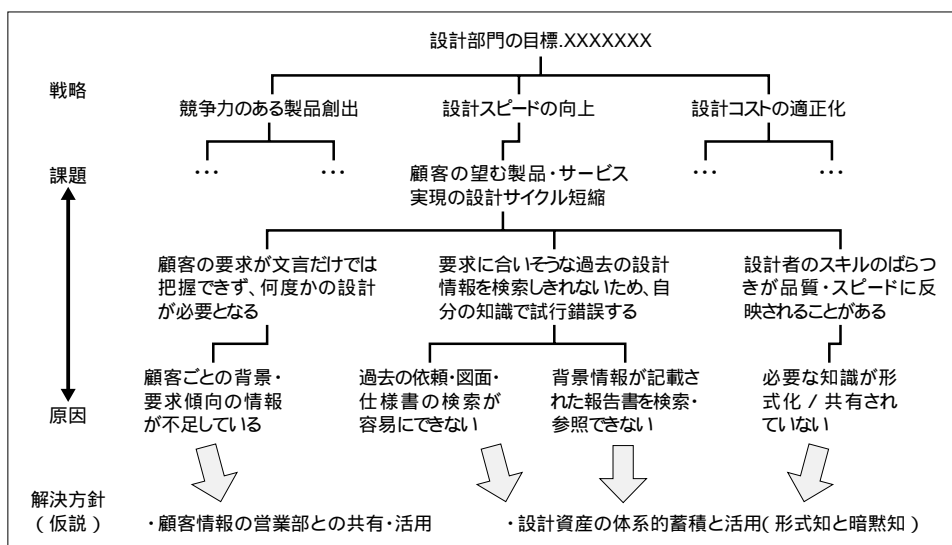 設計部門の目標.XXXXXXX
戦略
競争力のある製品創出
設計スピードの向上
設計コストの適正化
課題
・・・
・・・
顧客の望む製品・サービス
実現の設計サイクル短縮
・・・
・・・
顧客の要求が文言だけでは
把握できず、何度かの設計
が必要となる
要求に合いそうな過去の設計
情報を検索しきれないため、自
分の知識で試行錯誤する
設計者のスキルのばらつ
きが品質・スピードに反
映されることがある
原因
顧客ごとの背景・
要求傾向の情報
が不足している
過去の依頼・図面・
仕様書の検索が
容易にできない
背景情報が記載さ
れた報告書を検索・
参照できない
必要な知識が形
式化/共有され
ていない
解決方針
(仮説)
・顧客情報の営業部との共有・活用
・設計資産の体系的蓄積と活用(形式知と暗黙知)